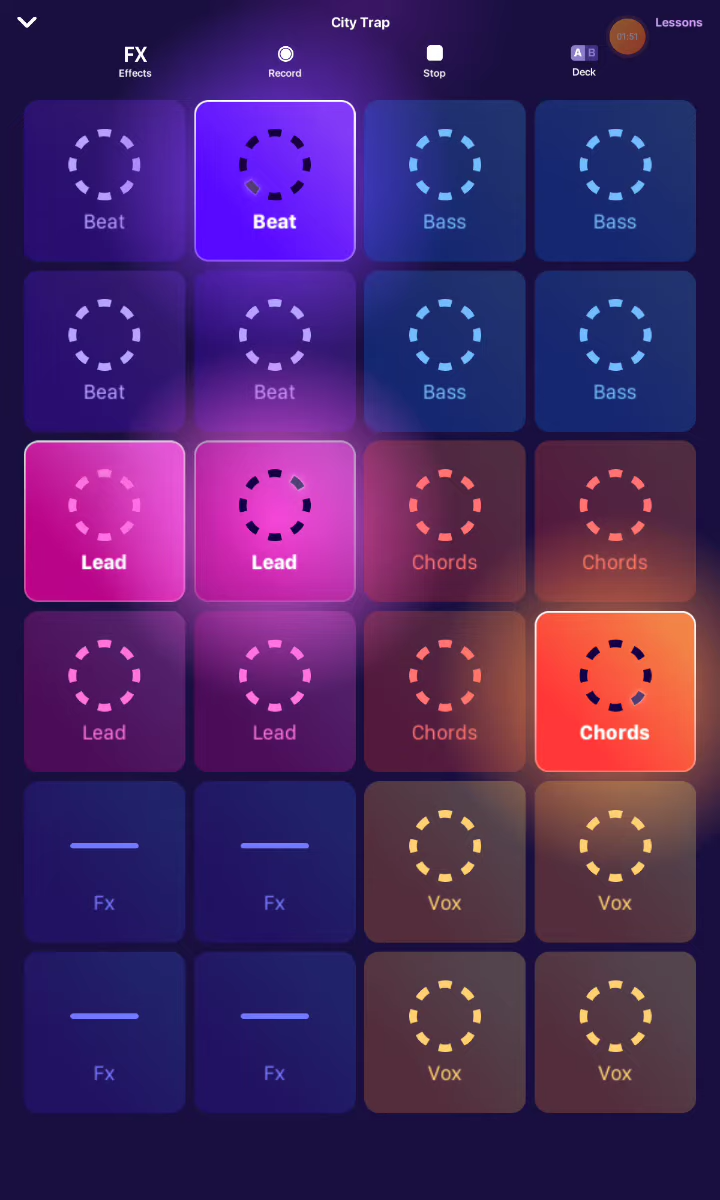 City Trap
01:51
Lessons
FX
Effects
Record
Stop
A B
Deck
Beat Beat Bass Bass
Beat Beat Bass Bass
Lead Lead Chords Chords
Lead Lead Chords Chords
Fx Fx Vox Vox
Fx Fx Vox Vox